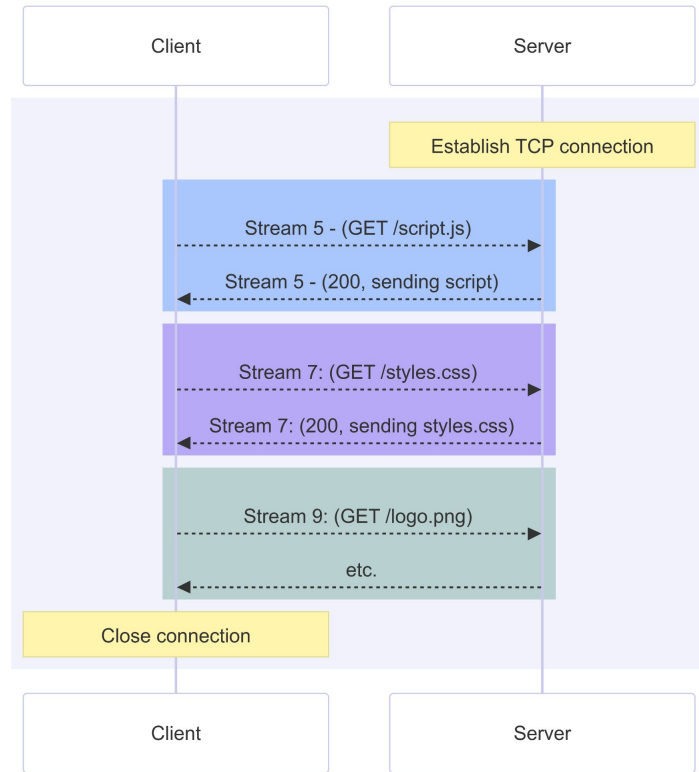 Client
Server
Establish TCP connection
Stream 5 - (GET /script.js)
Stream 5 - (200, sending script)
Stream 7: (GET /styles.css)
Stream 7: (200, sending styles.css)
Stream 9: (GET /logo.png)
etc.
Close connection
Client
Server